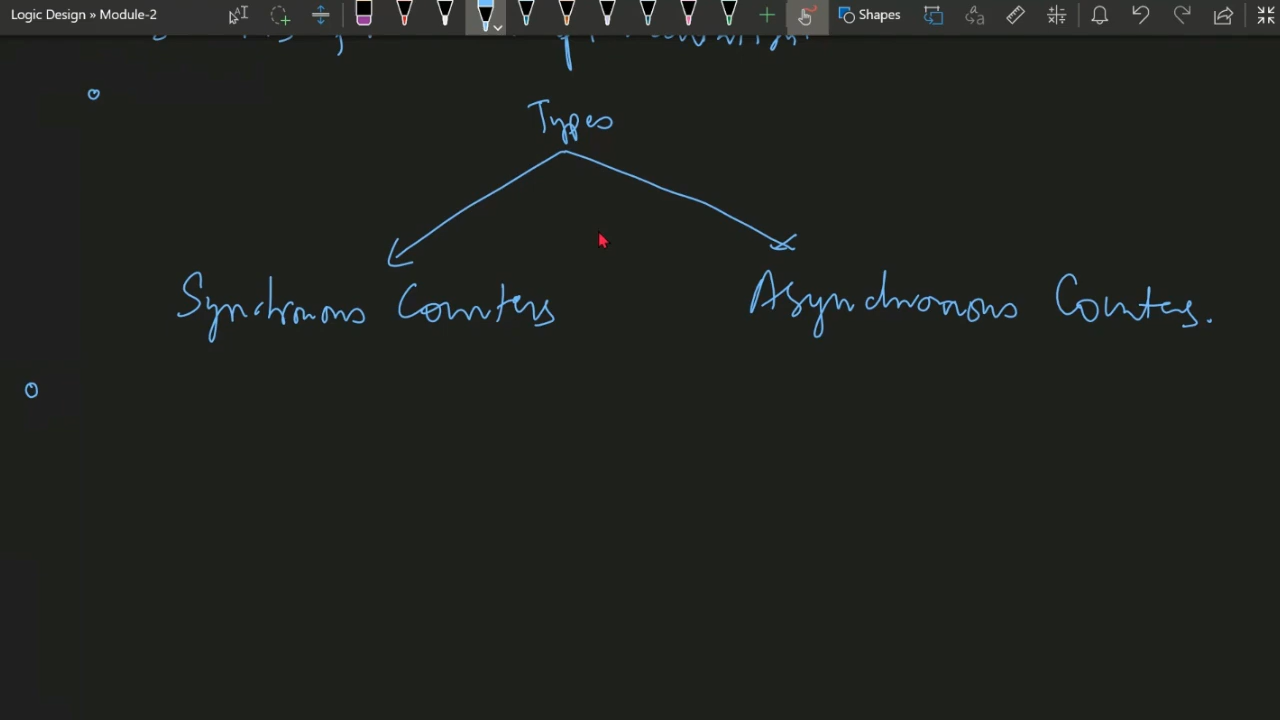 Logic Design » Module-2
Shapes
Types
Synchronous Counters
Asynchronous Counters.